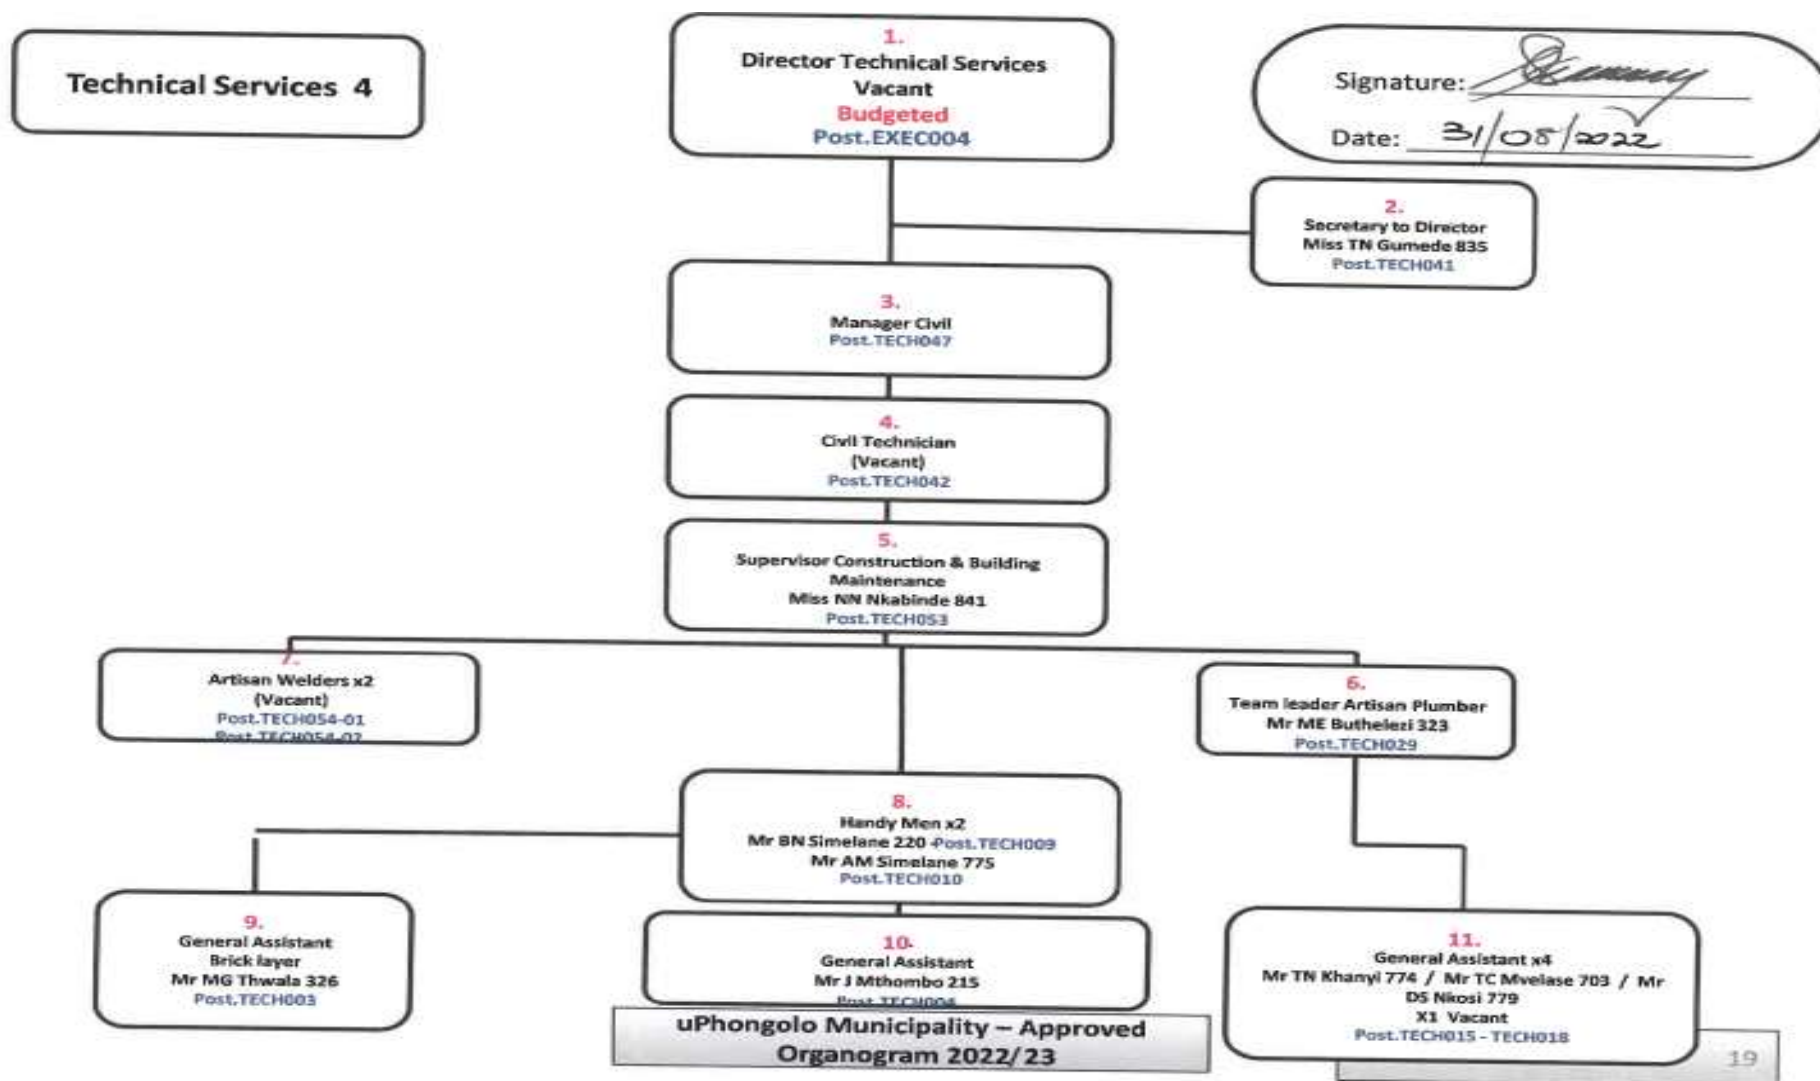 Technical Services 4
1.
Director Technical Services
Vacant
Budgeted
Post.EXEC004
Signature:
Date: 31/08/2022
2.
Secretary to Director
Miss TN Gumede 835
Post.TECH041
3.
Manager Civil
Post.TECH047
4.
Civil Technician
(Vacant)
Post.TECH042
5.
Supervisor Construction & Building
Maintenance
Miss NN Nkabinde 841
Post.TECH053
7.
Artisan Welders x2
(Vacant)
Post.TECH054-01
Post.TECH054-02
6.
Team leader Artisan Plumber
Mr ME Buthelezi 323
Post.TECH029
8.
Handy Men x2
Mr BN Simelane 220 -Post.TECH009
Mr AM Simelane 775
Post.TECH010
9.
General Assistant
Brick layer
Mr MG Thwala 326
Post.TECH003
10.
General Assistant
Mr J Mthombo 215
Post.TECH004
11.
General Assistant x4
Mr TN Khanyi 774 / Mr TC Mvelase 703 / Mr
DS Nkosi 779
X1 Vacant
Post.TECH015 - TECH018
uPhongolo Municipality – Approved
Organogram 2022/23
19